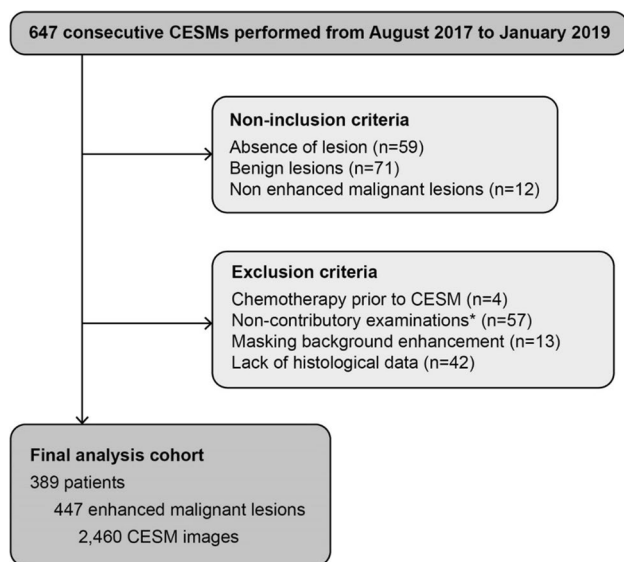 647 consecutive CESMs performed from August 2017 to January 2019
Non-inclusion criteria
Absence of lesion (n=59)
Benign lesions (n=71)
Non enhanced malignant lesions (n=12)
Exclusion criteria
Chemotherapy prior to CESM (n=4)
Non-contributory examinations* (n=57)
Masking background enhancement (n=13)
Lack of histological data (n=42)
Final analysis cohort
389 patients
447 enhanced malignant lesions
2,460 CESM images